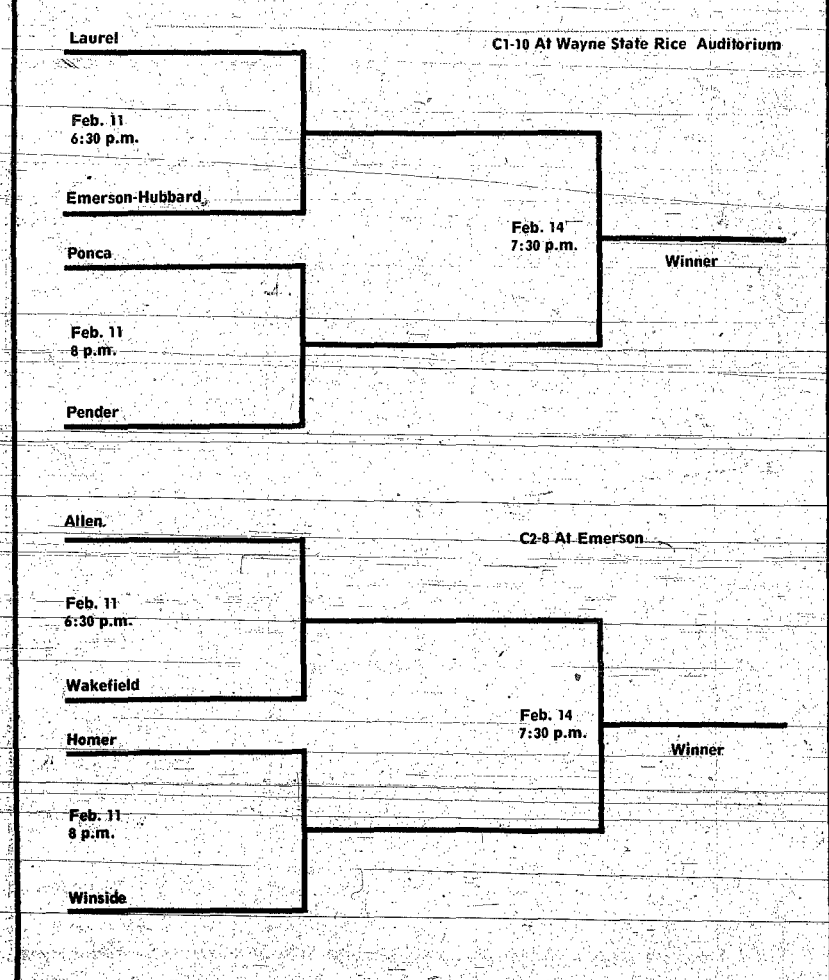 Laurel
C1-10 At Wayne State Rice Auditorium
Feb. 11
6:30 p.m.
Emerson-Hubbard
Feb. 14
7:30 p.m.
Winner
Ponca
Feb. 11
8 p.m.
Pender
Allen
C2-8 At Emerson
Feb. 11
6:30 p.m.
Wakefield
Feb. 14
7:30 p.m.
Winner
Homer
Feb. 11
8 p.m.
Winside